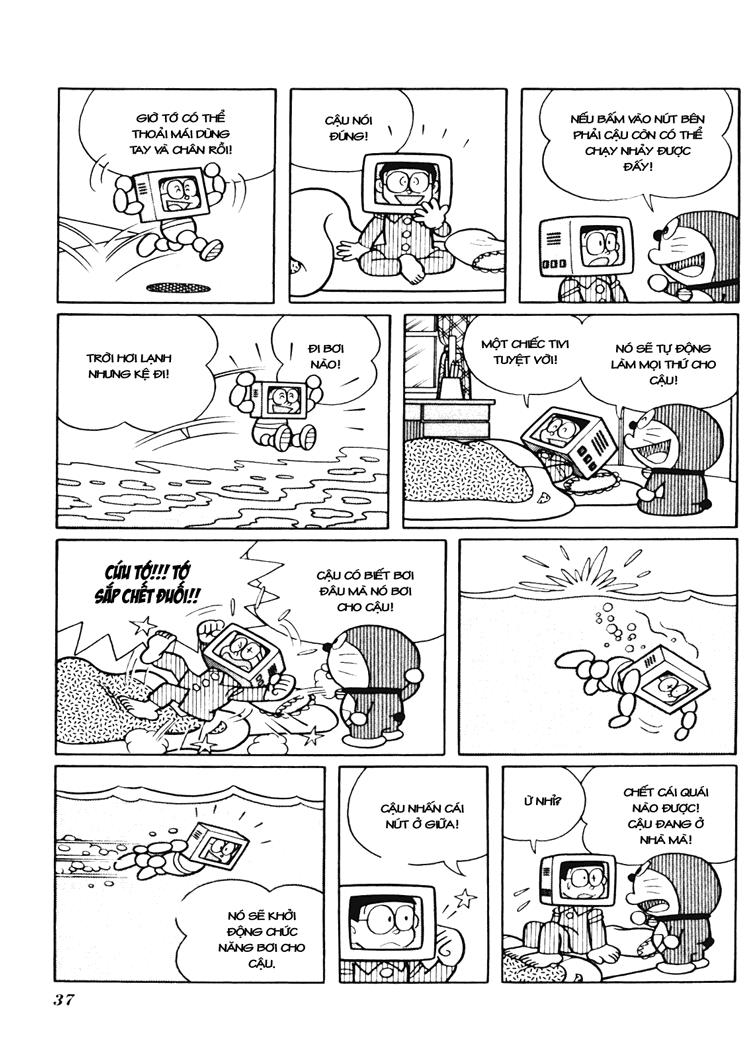 NẾU BẤM VÀO NÚT BÊN
PHẢI CẬU CÒN CÓ THỂ
CHẠY NHẢY ĐƯỢC
ĐẤY!
CẬU NÓI
ĐÚNG!
GIỜ TỚ CÓ THỂ
THOẢI MÁI DÙNG
TAY VÀ CHÂN RỒI!
NÓ SẼ TỰ ĐỘNG
LÀM MỌI THỨ CHO
CẬU!
MỘT CHIẾC TIVI
TUYỆT VỜI!
ĐI BƠI
NÀO!
TRỜI HƠI LẠNH
NHƯNG KỆ ĐI!
CẬU CÓ BIẾT BƠI
ĐÂU MÀ NÓ BƠI
CHO CẬU!
CỨU TỚ!!! TỚ
SẮP CHẾT ĐUỐI!!
CHẾT CÁI QUÁI
NÀO ĐƯỢC!
CẬU ĐANG Ở
NHÀ MÀ!
Ừ NHỈ?
CẬU NHẤN CÁI
NÚT Ở GIỮA!
NÓ SẼ KHỞI
ĐỘNG CHỨC
NĂNG BƠI CHO
CẬU.
37